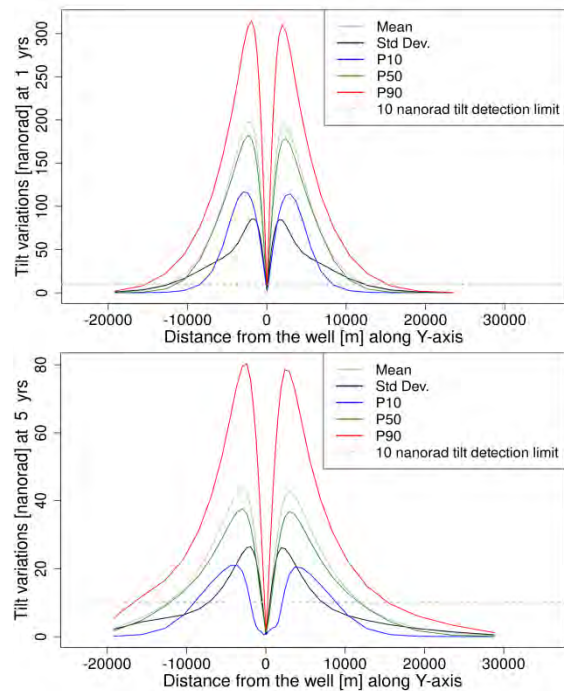 Tilt variations [nanorad] at 1 yrs
300
250
200
150
100
50
0
Mean
Std Dev.
P10
P50
P90
10 nanorad tilt detection limit
-20000 -10000 0 10000 20000 30000
Distance from the well [m] along Y-axis
Tilt variations [nanorad] at 5 yrs
80
60
40
20
0
Mean
Std Dev.
P10
P50
P90
10 nanorad tilt detection limit
-20000 -10000 0 10000 20000 30000
Distance from the well [m] along Y-axis